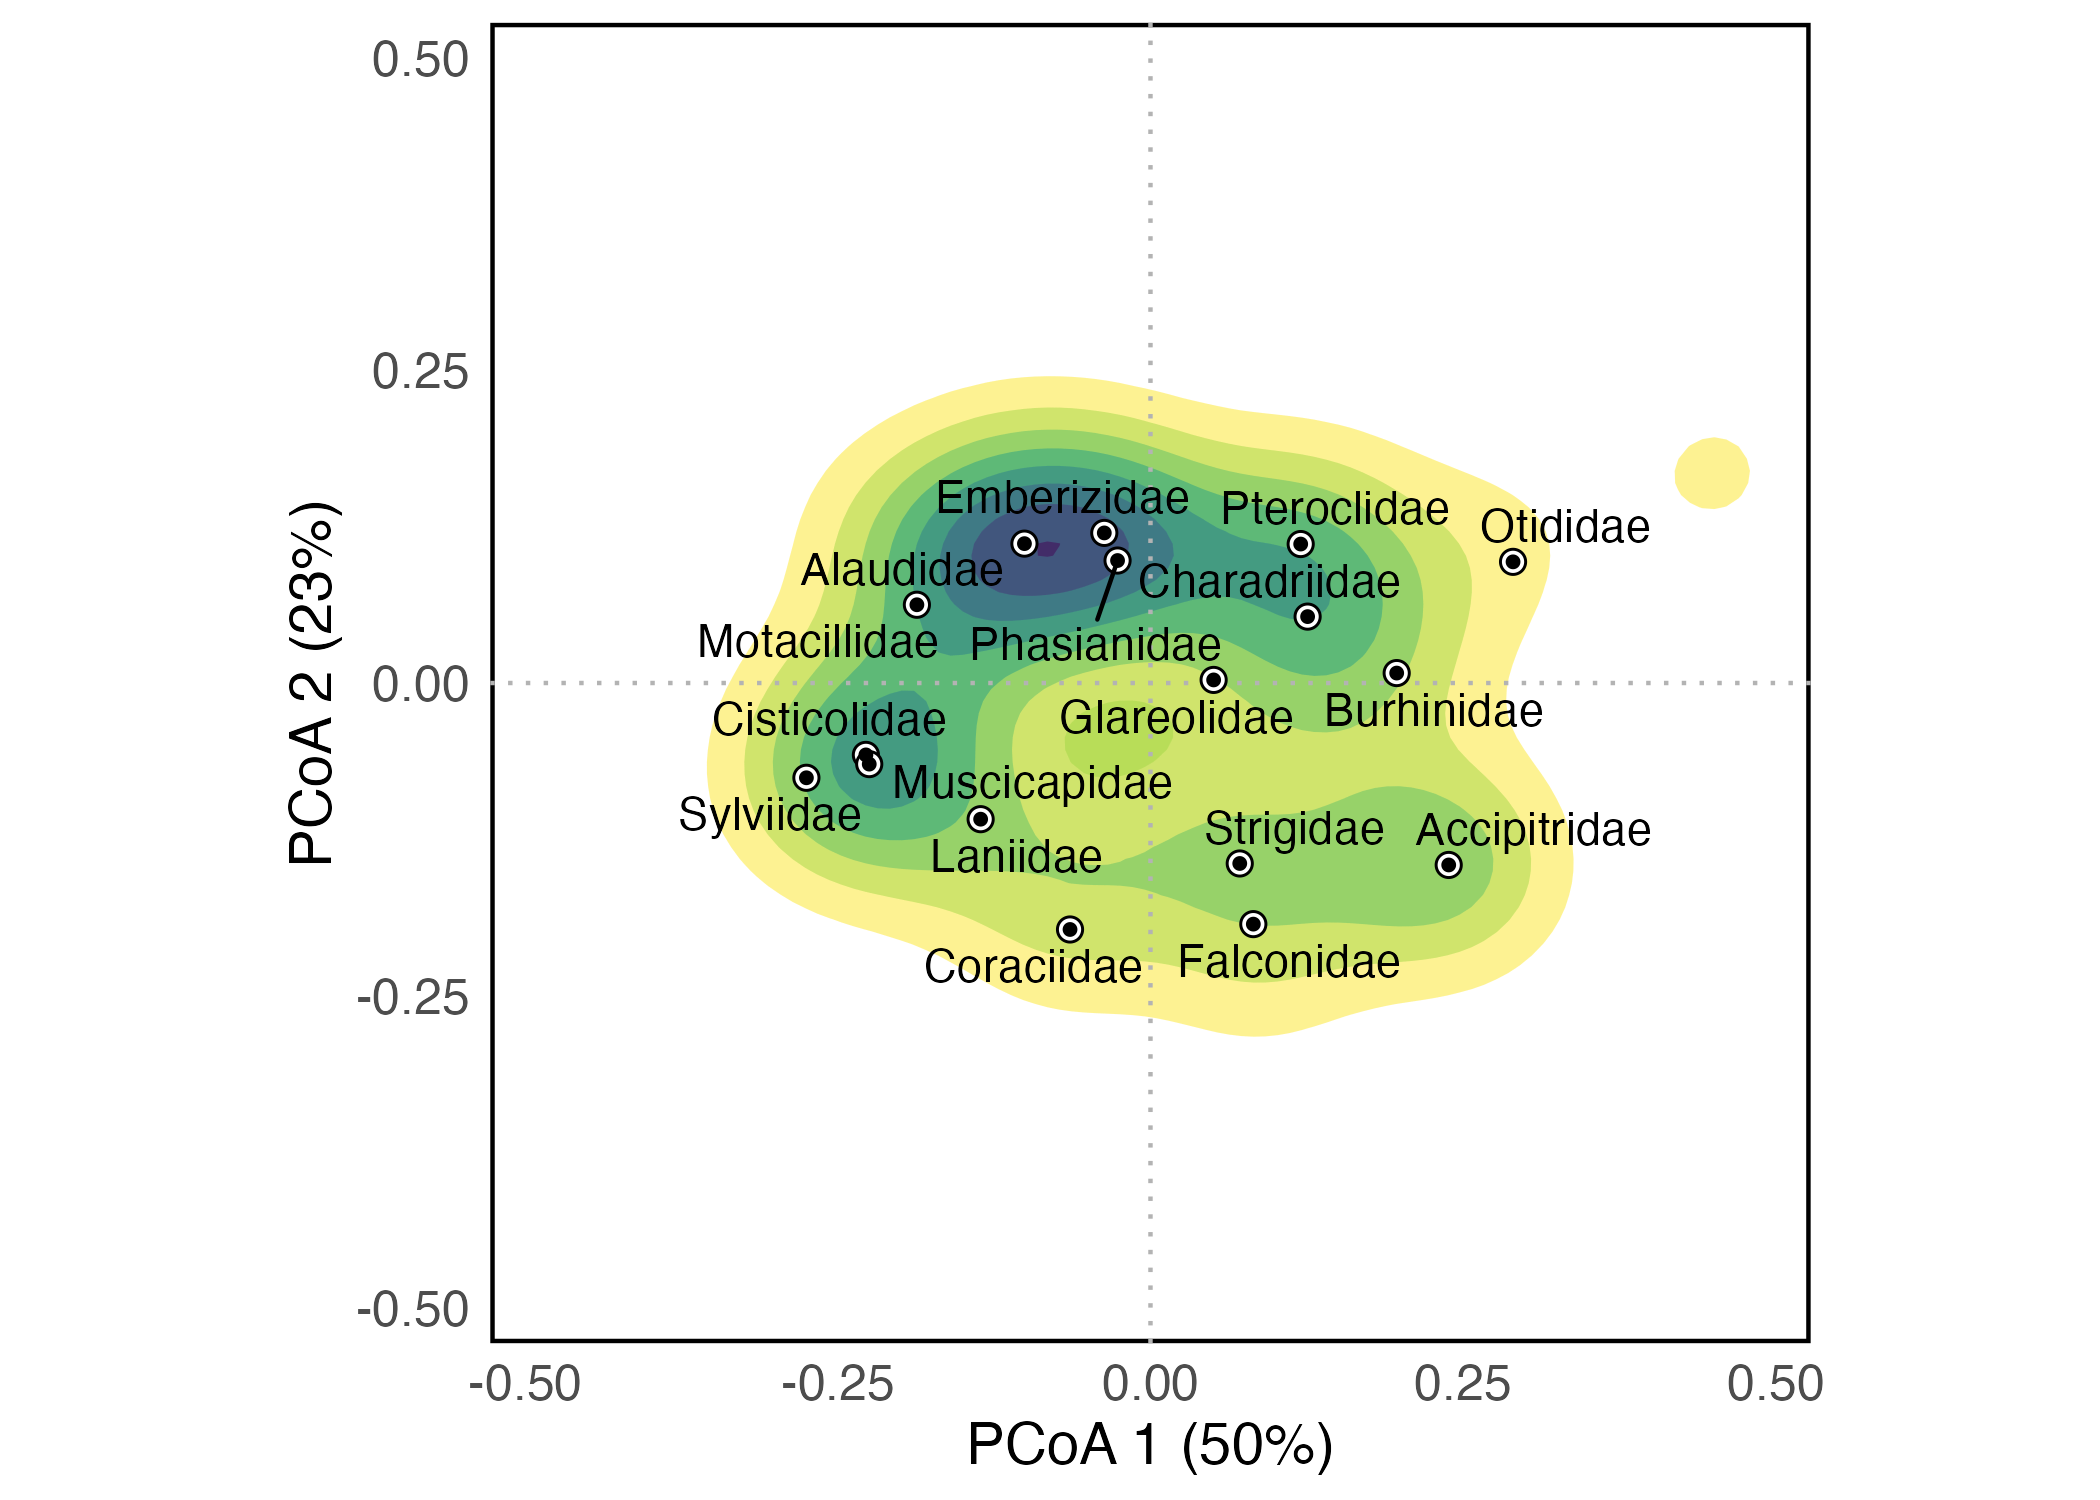 0.50
0.25
0.00
-0.25
-0.50
PCoA 2 (23%)
Emberizidae
Pteroclidae
Otididae
Alaudidae
Charadriidae
Motacillidae
Phasianidae
Cisticolidae
Glareolidae
Burhinidae
Muscicapidae
Sylviidae
Strigidae
Accipitridae
Laniidae
Coraciidae
Falconidae
-0.50
-0.25
0.00
0.25
0.50
PCoA 1 (50%)